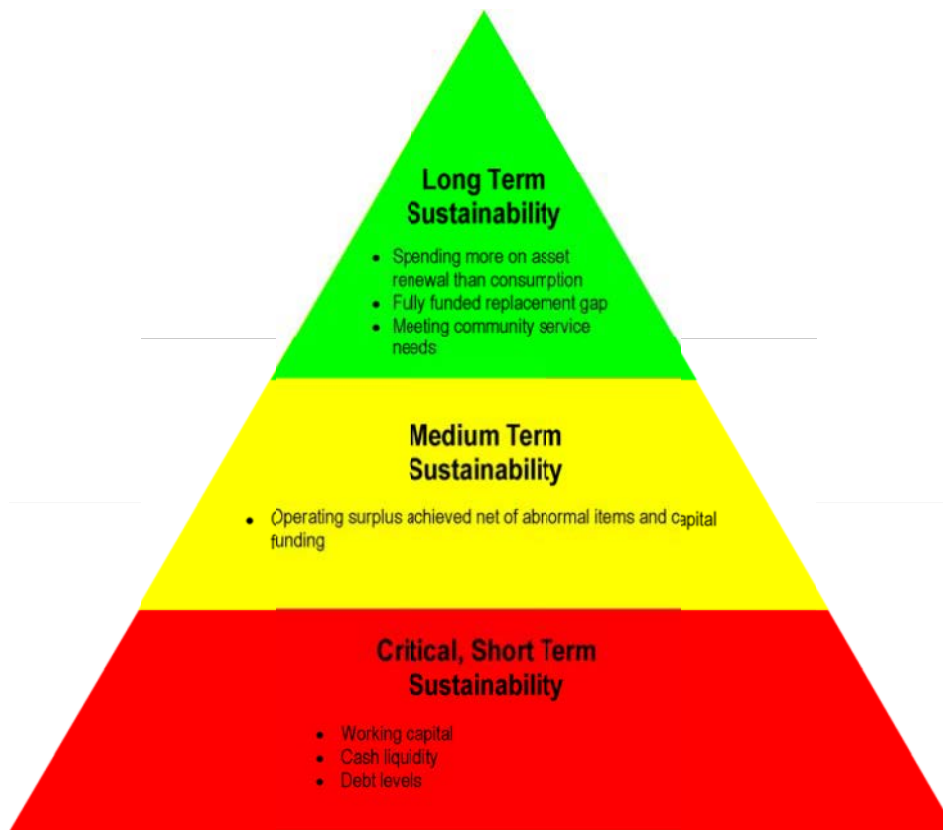 Long Term
Sustainability
• Spending more on asset
renewal than consumption
• Fully funded replacement gap
• Meeting community service
needs
Medium Term
Sustainability
• Operating surplus achieved net of abnormal items and capital
funding
Critical, Short Term
Sustainability
• Working capital
• Cash liquidity
• Debt levels